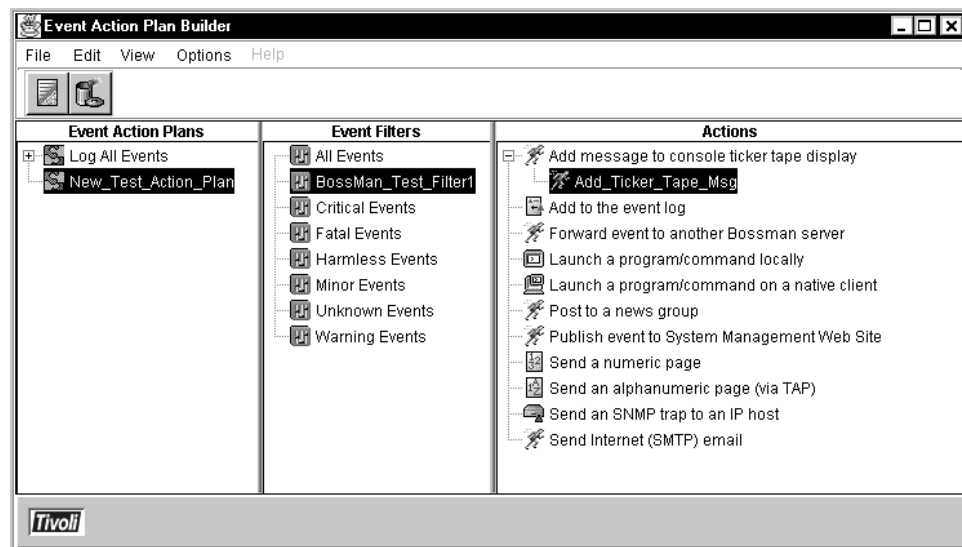 Event Action Plan Builder
File Edit View Options Help
Event Action Plans
Log All Events
New_Test_Action_Plan
Event Filters
All Events
BossMan_Test_Filter1
Critical Events
Fatal Events
Harmless Events
Minor Events
Unknown Events
Warning Events
Actions
Add message to console ticker tape display
Add_Ticker_Tape_Msg
Add to the event log
Forward event to another Bossman server
Launch a program/command locally
Launch a program/command on a native client
Post to a news group
Publish event to System Management Web Site
Send a numeric page
Send an alphanumeric page (via TAP)
Send an SNMP trap to an IP host
Send Internet (SMTP) email
Tivoli